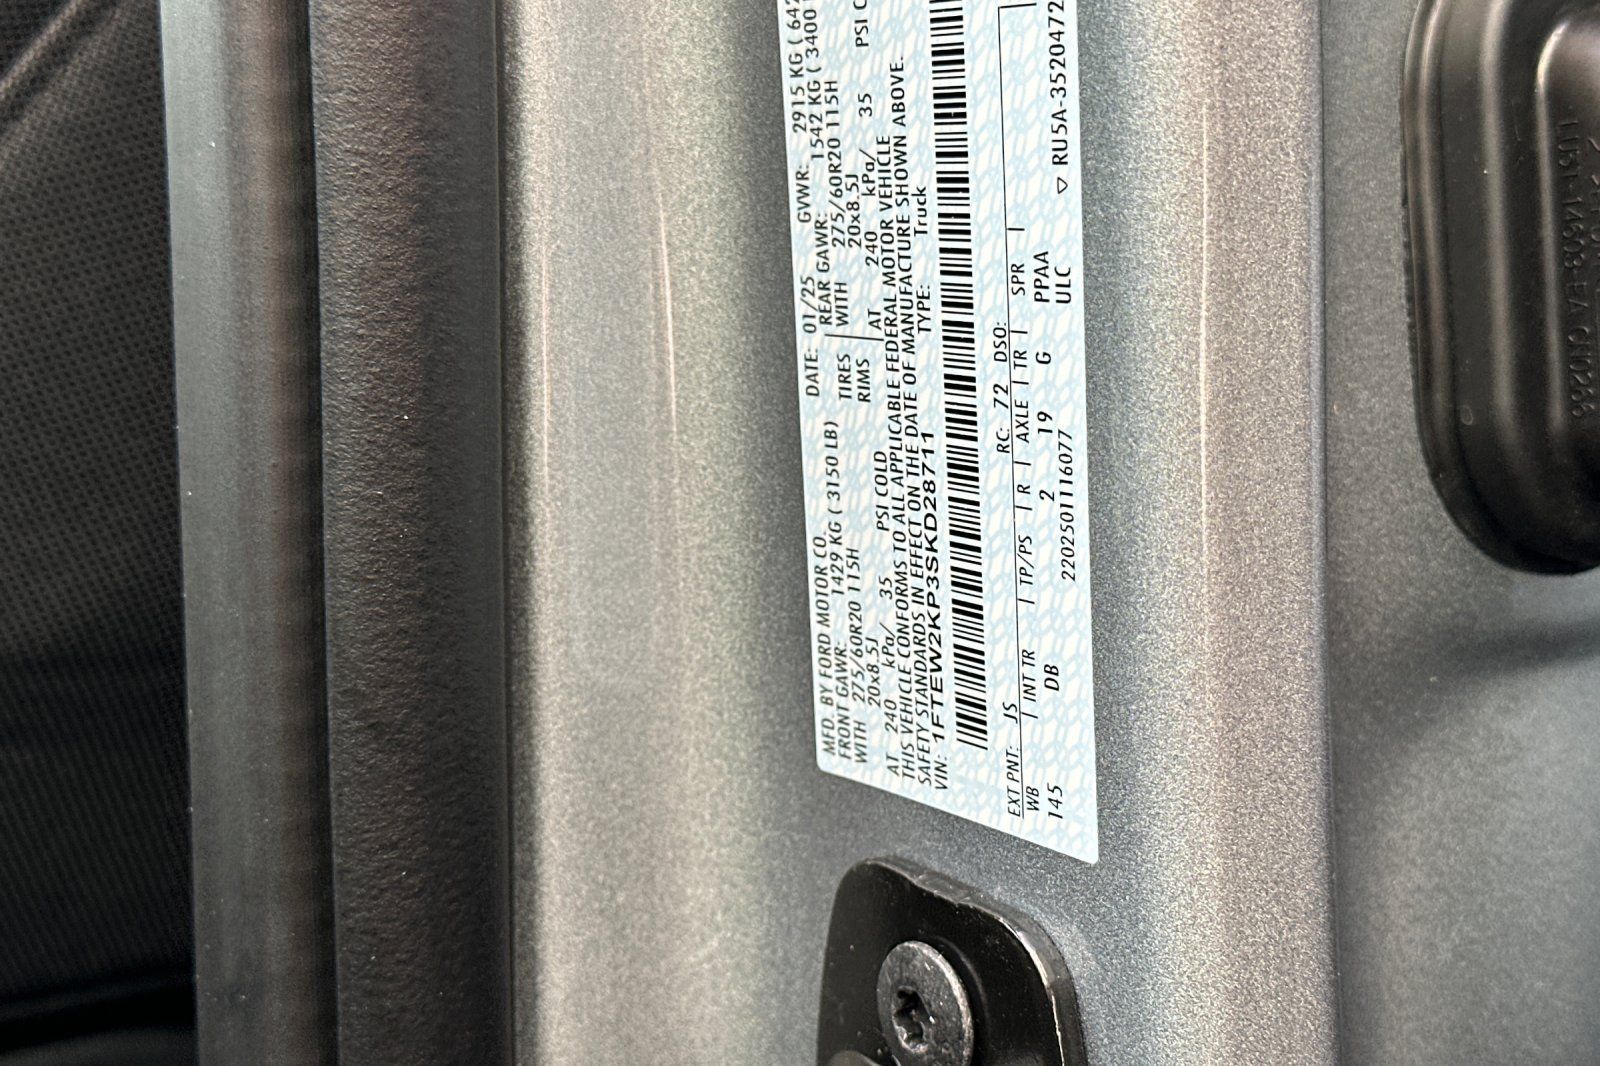 MFD. BY FORD MOTOR CO. DATE: 01/25 GVWR: 2915 KG ( 642
FRONT GAWR: 1429 KG ( 3150 LB) REAR GAWR: 1542 KG ( 3400
WITH 275/60R20 115H TIRES WITH 275/60R20 115H
20x8.5J RIMS 20x8.5J
AT 240 kPa/ 35 PSI COLD AT 240 kPa/ 35 PSI C
THIS VEHICLE CONFORMS TO ALL APPLICABLE FEDERAL MOTOR VEHICLE
SAFETY STANDARDS IN EFFECT ON THE DATE OF MANUFACTURE SHOWN ABOVE.
VIN: 1FTEW2KP3SKD28711 TYPE: Truck
EXT PNT: JS RC: 72 DSO:
WB INT TR TP/PS R AXLE TR SPR
145 DB 2 19 G PPAA
2202501116077 ULC
▽ RU5A-3520472